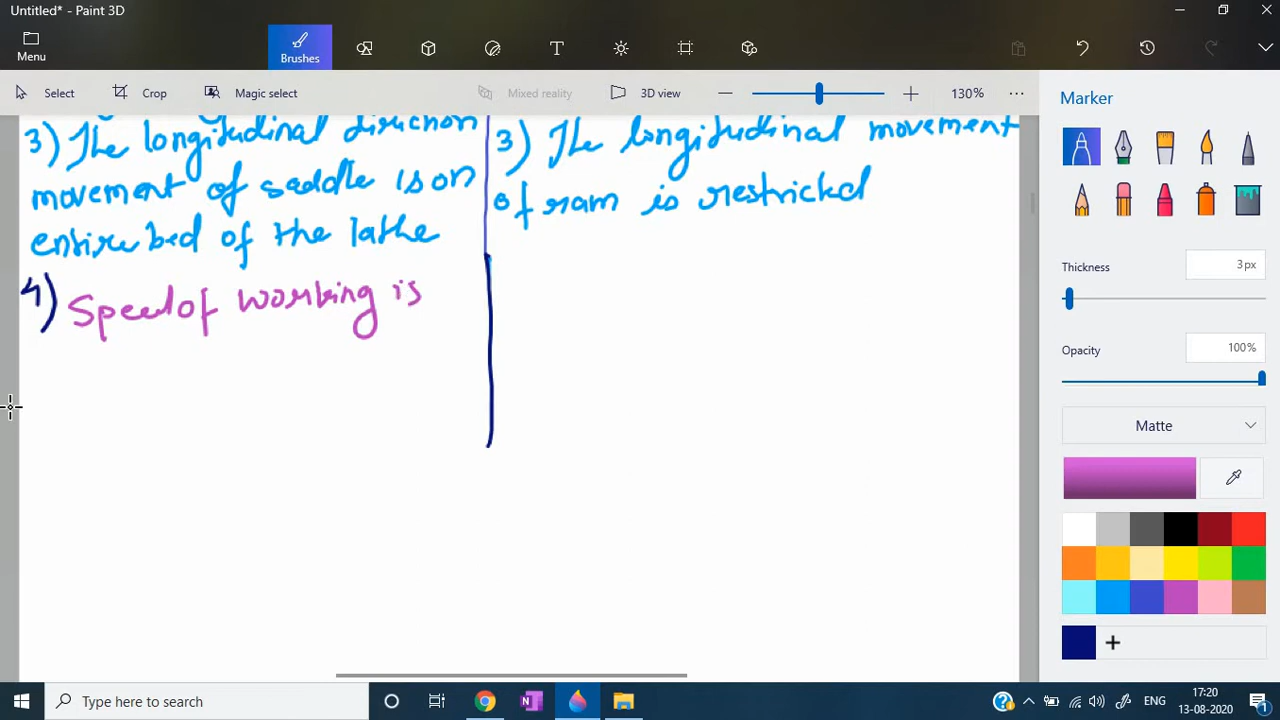 Untitled* - Paint 3D
Menu
Brushes
Select
Crop
Magic select
Mixed reality
3D view
130%
3) The longitudinal direction
movement of saddle is on
entire bed of the lathe
4) Speed of working is
3) The longitudinal movement
of ram is restricted
Marker
Thickness
3px
Opacity
100%
Matte
Type here to search
ENG
17:20
13-08-2020
1